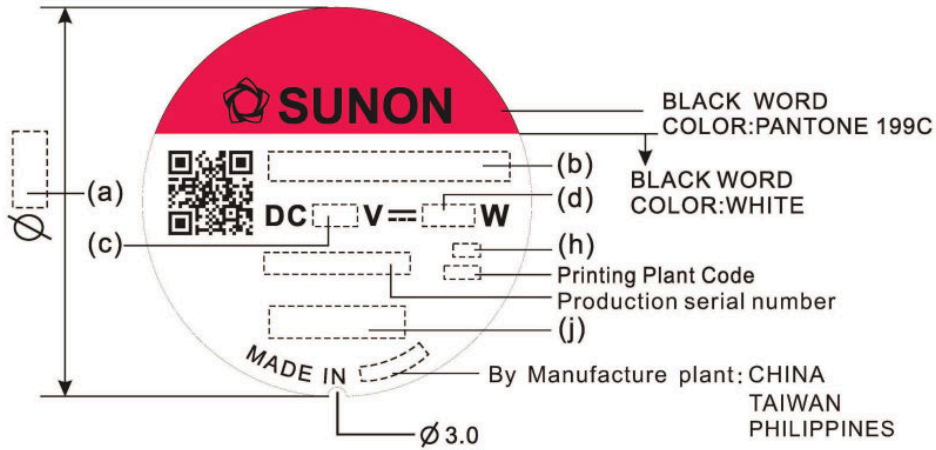 SUNON
BLACK WORD
COLOR:PANTONE 199C
(b)
BLACK WORD
COLOR:WHITE
(a)
Ø
DC V⎓ W
(d)
(c)
(h)
Printing Plant Code
Production serial number
(j)
MADE IN
By Manufacture plant: CHINA
TAIWAN
PHILIPPINES
Ø 3.0